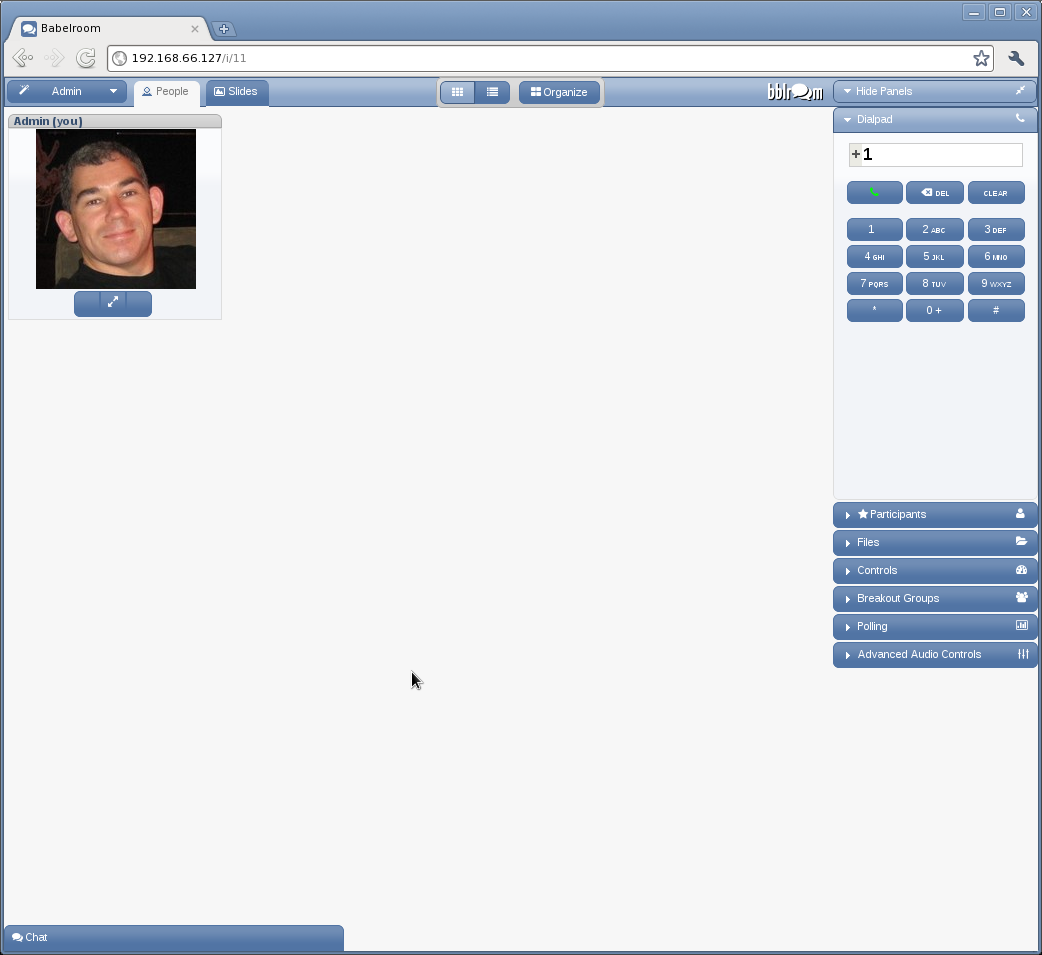 Babelroom
192.168.66.127/i/11
Admin
People
Slides
Organize
bblr m
Hide Panels
Admin (you)
Dialpad
+1
DEL
CLEAR
1
2 ABC
3 DEF
4 GHI
5 JKL
6 MNO
7 PQRS
8 TUV
9 WXYZ
*
0 +
#
Participants
Files
Controls
Breakout Groups
Polling
Advanced Audio Controls
Chat